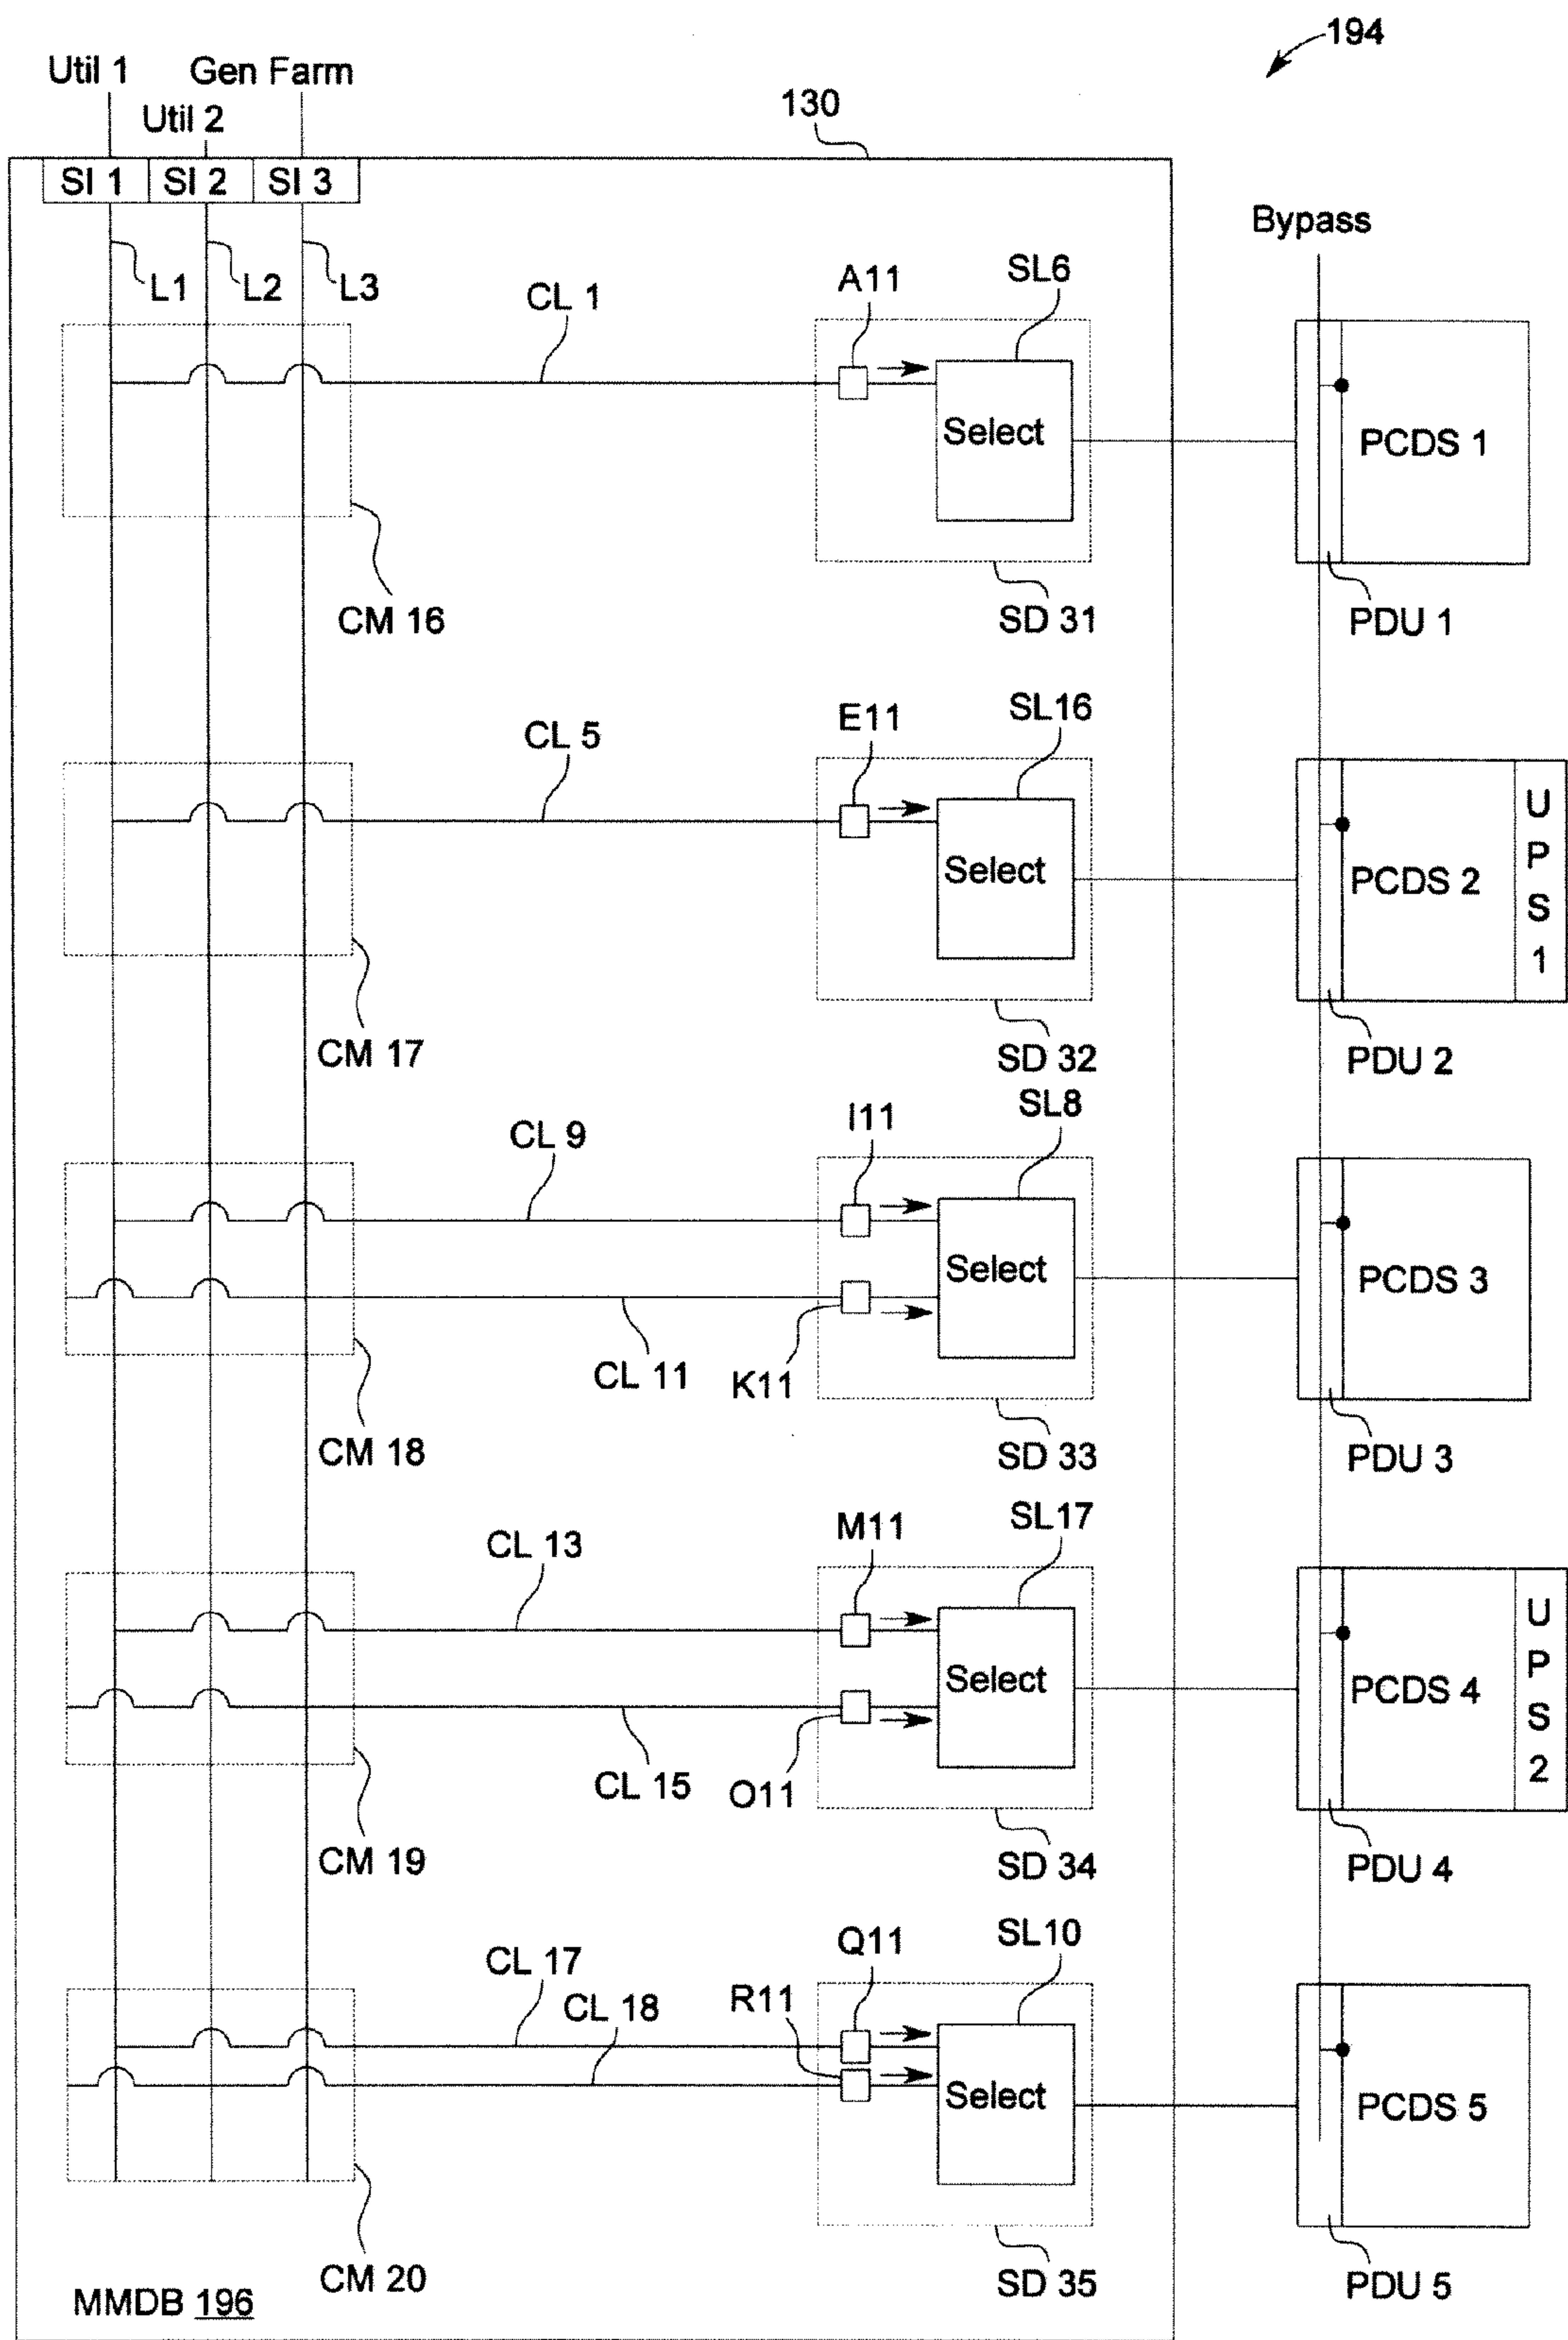 194
Util 1
Gen Farm
Util 2
130
SI 1
SI 2
SI 3
Bypass
L1
L2
L3
CL 1
A11
SL6
Select
PCDS 1
CM 16
SD 31
PDU 1
CL 5
E11
SL16
Select
PCDS 2
UPS 1
CM 17
SD 32
PDU 2
CL 9
I11
SL8
Select
PCDS 3
CL 11
K11
CM 18
SD 33
PDU 3
CL 13
M11
SL17
Select
PCDS 4
UPS 2
CL 15
O11
CM 19
SD 34
PDU 4
CL 17
CL 18
Q11
R11
SL10
Select
PCDS 5
CM 20
SD 35
PDU 5
MMDB 196